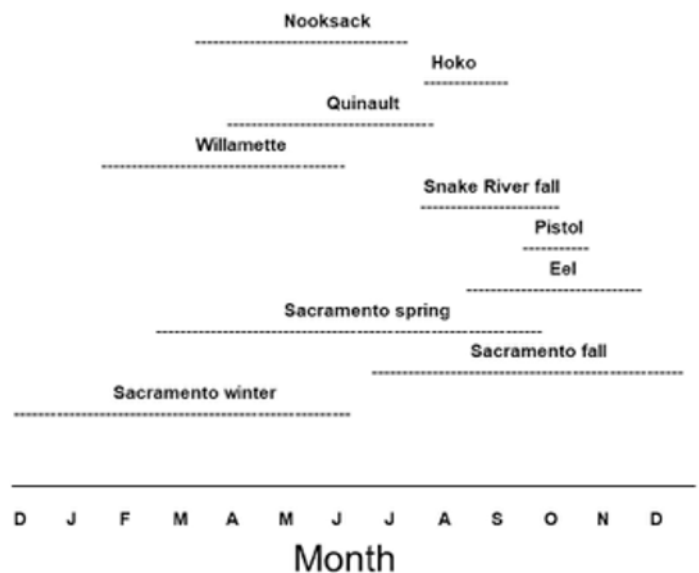 Nooksack
Hoko
Quinault
Willamette
Snake River fall
Pistol
Eel
Sacramento spring
Sacramento fall
Sacramento winter
D J F M A M J J A S O N D
Month